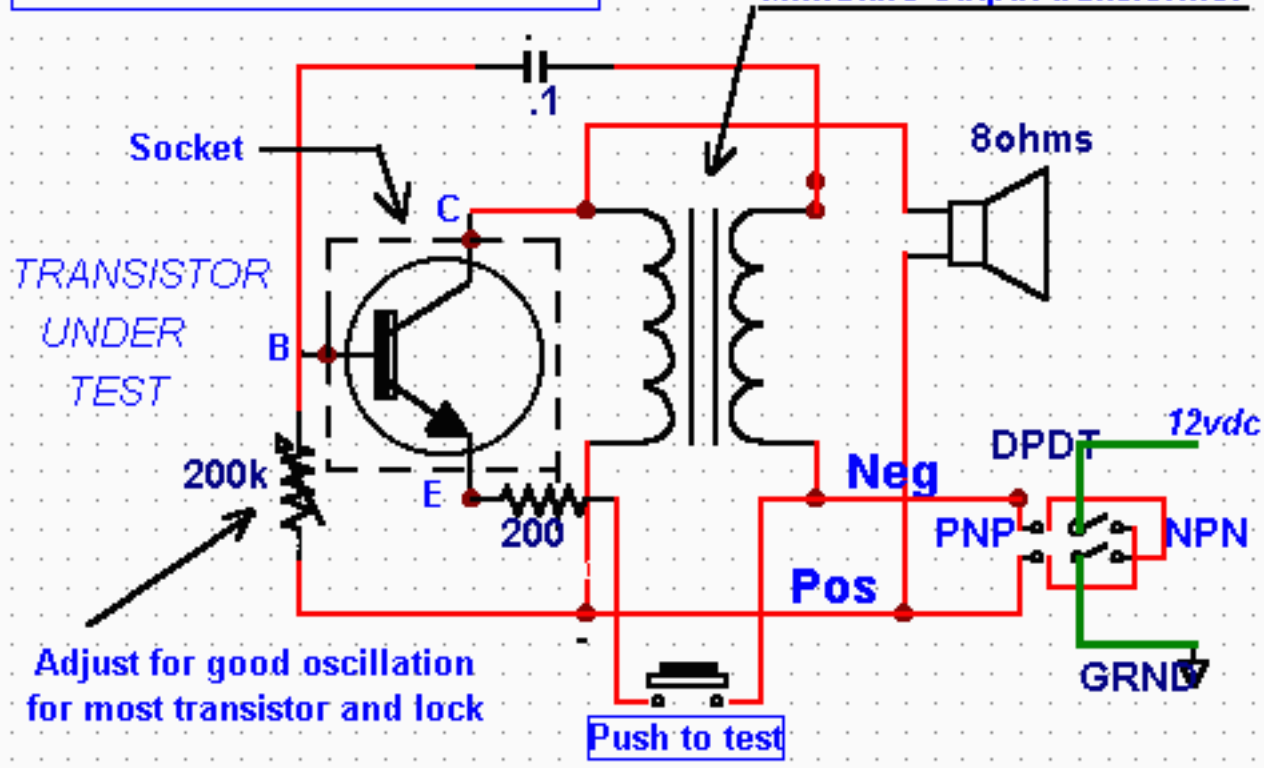 .1
Socket
8ohms
C
TRANSISTOR
UNDER
TEST
B
12vdc
DPDT
200k
Neg
E
200
PNP
NPN
Pos
Adjust for good oscillation
for most transistor and lock
GRND
Push to test